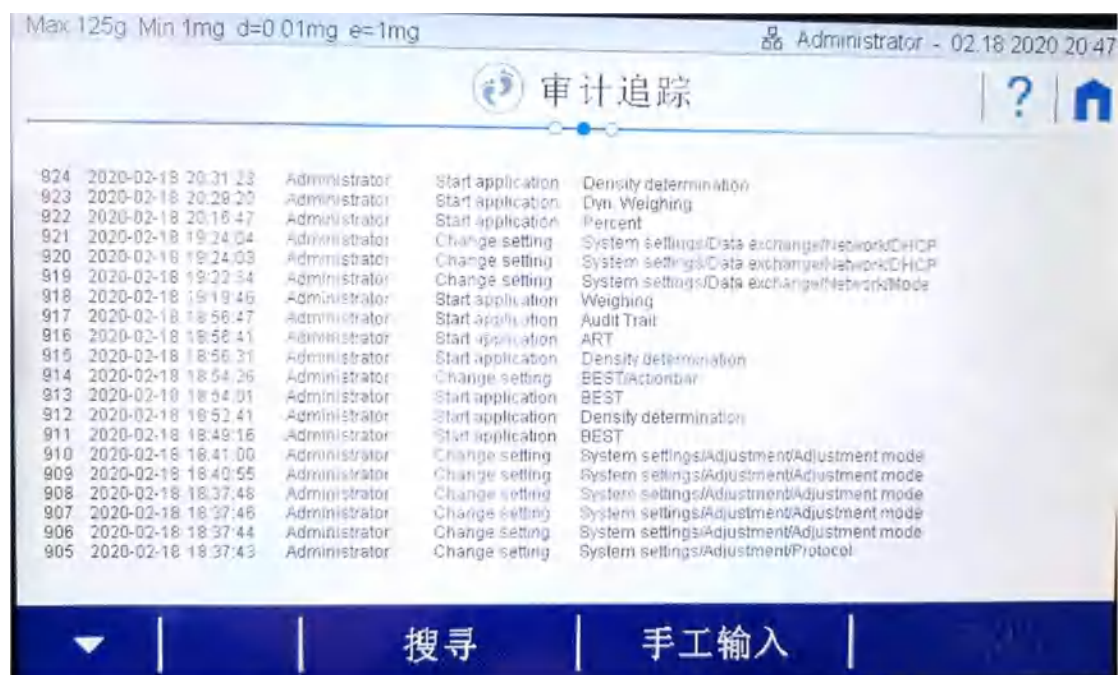 Max 125g Min 1mg d=0.01mg e=1mg
Administrator - 02.18 2020 20:47
审计追踪
?
924 2020-02-18 20:31:23 Administrator Start application Density determination
923 2020-02-18 20:29:20 Administrator Start application Dyn. Weighing
922 2020-02-18 20:16:47 Administrator Start application Percent
921 2020-02-18 19:24:04 Administrator Change setting System settings/Data exchange/Network/DHCP
920 2020-02-18 19:24:03 Administrator Change setting System settings/Data exchange/Network/DHCP
919 2020-02-18 19:22:34 Administrator Change setting System settings/Data exchange/Network/Mode
918 2020-02-18 19:19:46 Administrator Start application Weighing
917 2020-02-18 18:56:47 Administrator Start application Audit Trail
916 2020-02-18 18:56:41 Administrator Start application ART
915 2020-02-18 18:56:31 Administrator Start application Density determination
914 2020-02-18 18:54:26 Administrator Change setting BEST/Actionbar
913 2020-02-18 18:54:01 Administrator Start application BEST
912 2020-02-18 18:52:41 Administrator Start application Density determination
911 2020-02-18 18:49:16 Administrator Start application BEST
910 2020-02-18 18:41:00 Administrator Change setting System settings/Adjustment/Adjustment mode
909 2020-02-18 18:40:55 Administrator Change setting System settings/Adjustment/Adjustment mode
908 2020-02-18 18:37:48 Administrator Change setting System settings/Adjustment/Adjustment mode
907 2020-02-18 18:37:46 Administrator Change setting System settings/Adjustment/Adjustment mode
906 2020-02-18 18:37:44 Administrator Change setting System settings/Adjustment/Adjustment mode
905 2020-02-18 18:37:43 Administrator Change setting System settings/Adjustment/Protocol
搜寻 手工输入